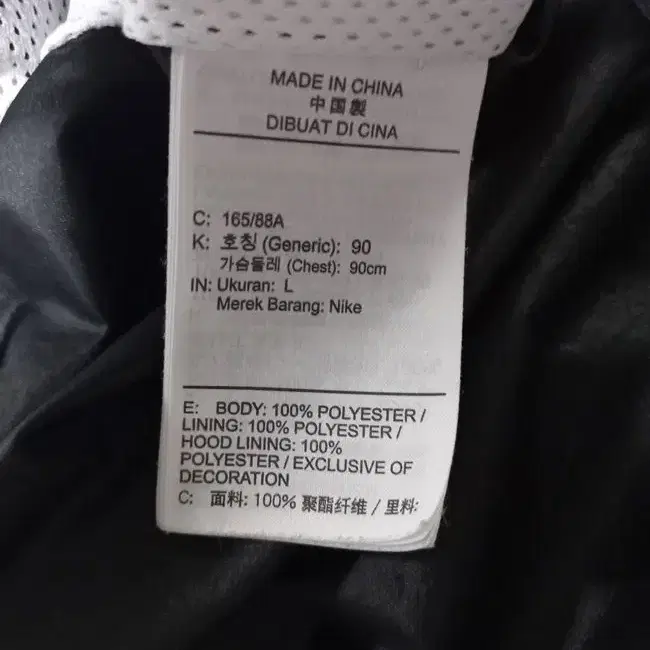 MADE IN CHINA
中国製
DIBUAT DI CINA
C: 165/88A
K: 호칭 (Generic): 90
가슴둘레 (Chest): 90cm
IN: Ukuran: L
Merek Barang: Nike
E: BODY: 100% POLYESTER /
LINING: 100% POLYESTER /
HOOD LINING: 100%
POLYESTER / EXCLUSIVE OF
DECORATION
C: 面料: 100% 聚酯纤维 / 里料: